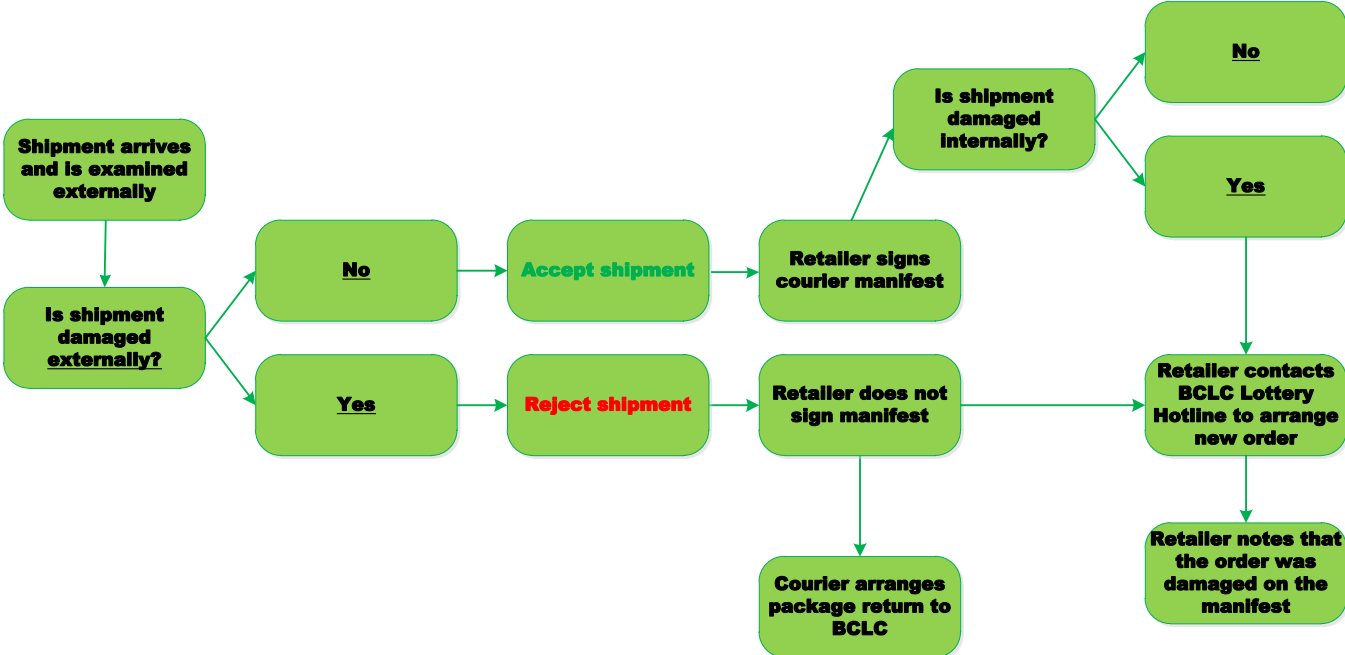 Shipment arrives
and is examined
externally
Is shipment
damaged
externally?
No
Yes
Accept shipment
Reject shipment
Retailer signs
courier manifest
Retailer does not
sign manifest
Courier arranges
package return to
BCLC
Is shipment
damaged
internally?
No
Yes
Retailer contacts
BCLC Lottery
Hotline to arrange
new order
Retailer notes that
the order was
damaged on the
manifest